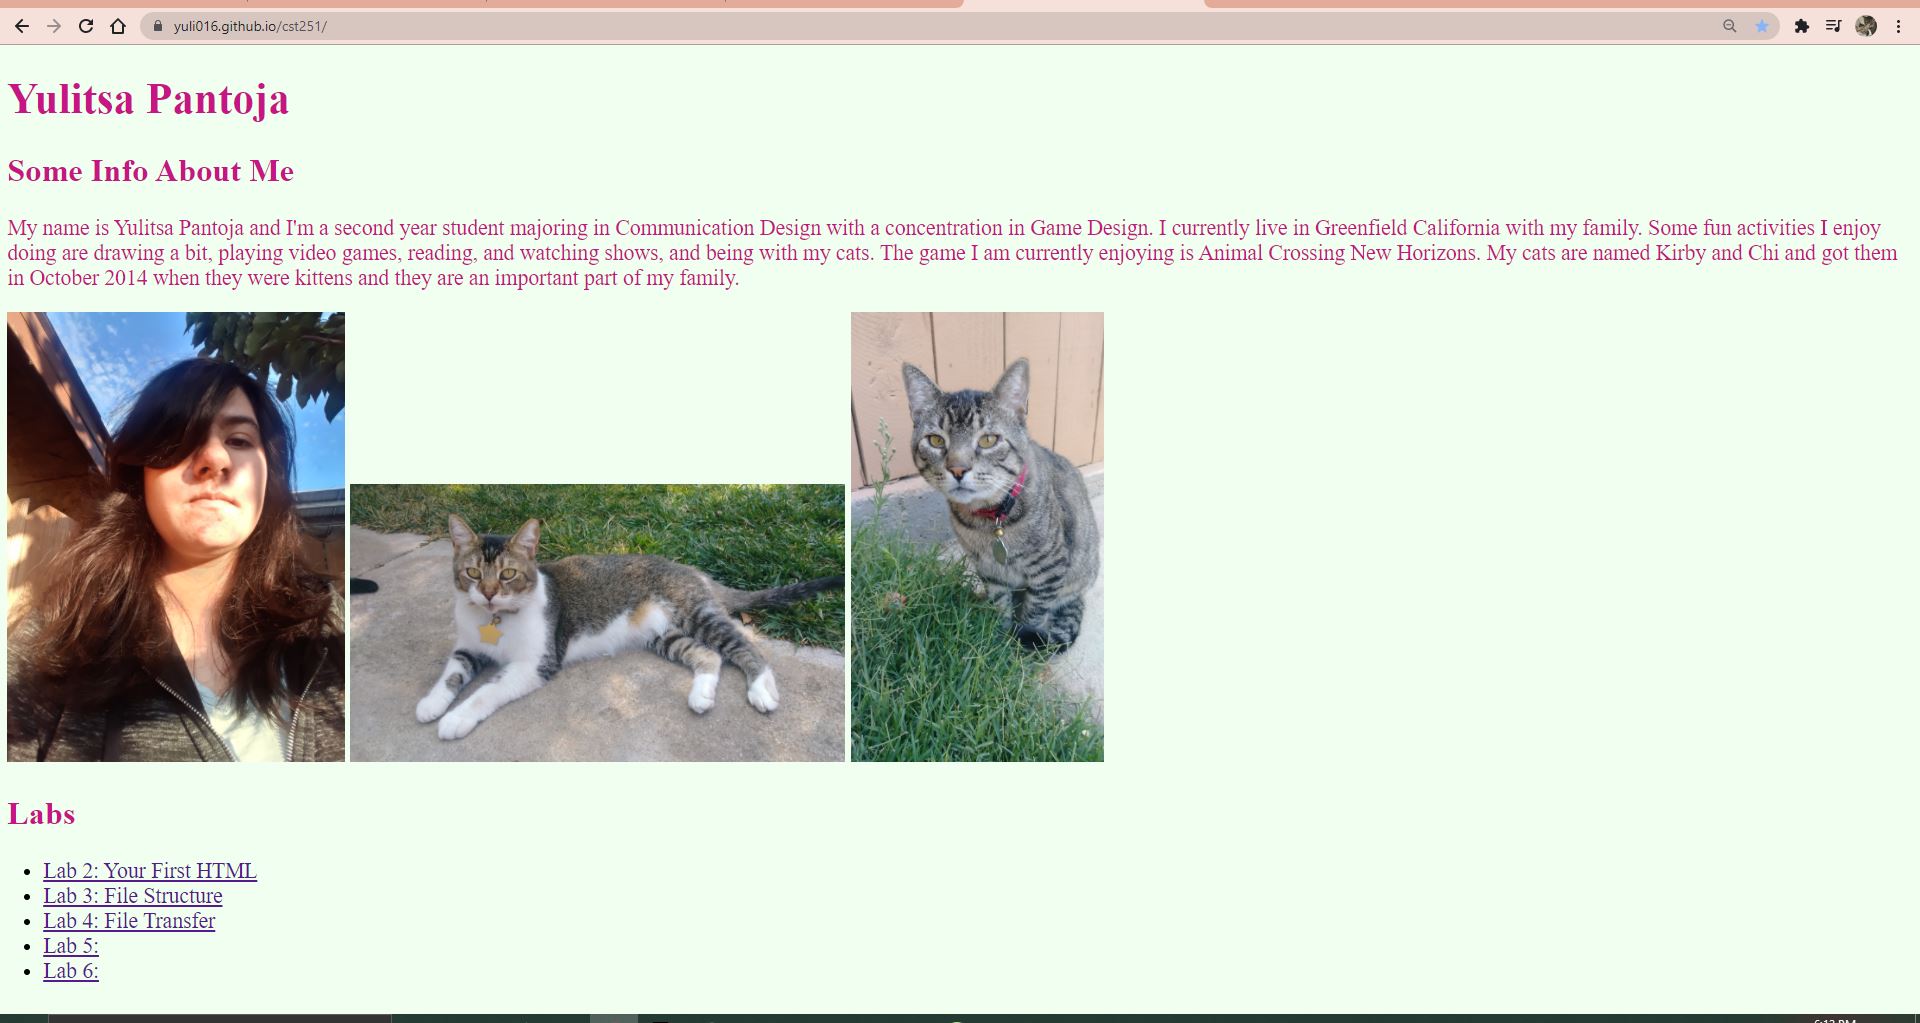 yuli016.github.io/cst251/
Yulitsa Pantoja
Some Info About Me
My name is Yulitsa Pantoja and I'm a second year student majoring in Communication Design with a concentration in Game Design. I currently live in Greenfield California with my family. Some fun activities I enjoy
doing are drawing a bit, playing video games, reading, and watching shows, and being with my cats. The game I am currently enjoying is Animal Crossing New Horizons. My cats are named Kirby and Chi and got them
in October 2014 when they were kittens and they are an important part of my family.
Labs
Lab 2: Your First HTML
Lab 3: File Structure
Lab 4: File Transfer
Lab 5:
Lab 6: